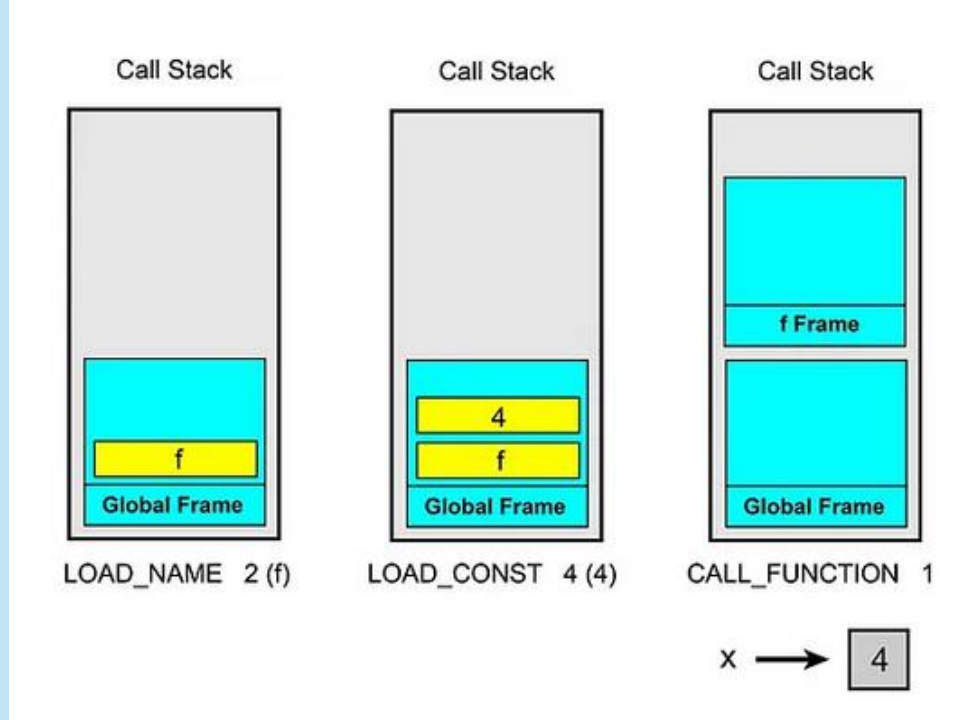 Call Stack Call Stack Call Stack
4
f Frame
f f
Global Frame Global Frame Global Frame
LOAD_NAME 2 (f) LOAD_CONST 4 (4) CALL_FUNCTION 1
x 4